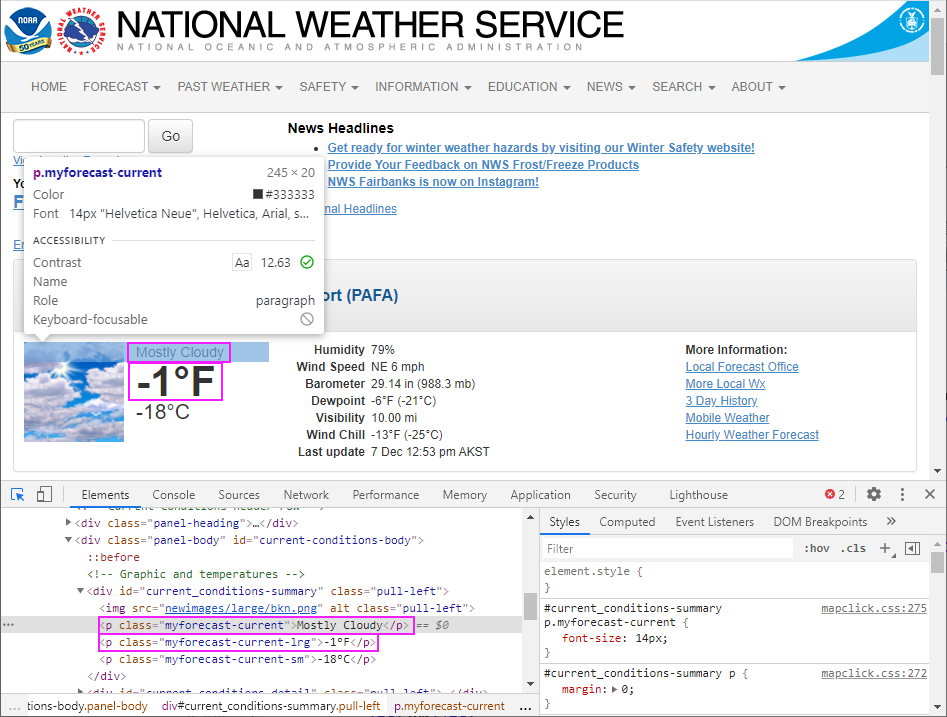 NOAA
50 YEARS
NATIONAL WEATHER SERVICE
NATIONAL OCEANIC AND ATMOSPHERIC ADMINISTRATION
HOME FORECAST PAST WEATHER SAFETY INFORMATION EDUCATION NEWS SEARCH ABOUT
Go
News Headlines
Get ready for winter weather hazards by visiting our Winter Safety website!
Provide Your Feedback on NWS Frost/Freeze Products
NWS Fairbanks is now on Instagram!
nal Headlines
p.myforecast-current 245 × 20
Color #333333
Font 14px "Helvetica Neue", Helvetica, Arial, s...
ACCESSIBILITY
Contrast Aa 12.63
Name
Role paragraph
Keyboard-focusable
ort (PAFA)
Mostly Cloudy
-1°F
-18°C
Humidity 79%
Wind Speed NE 6 mph
Barometer 29.14 in (988.3 mb)
Dewpoint -6°F (-21°C)
Visibility 10.00 mi
Wind Chill -13°F (-25°C)
Last update 7 Dec 12:53 pm AKST
More Information:
Local Forecast Office
More Local Wx
3 Day History
Mobile Weather
Hourly Weather Forecast
Elements Console Sources Network Performance Memory Application Security Lighthouse 2
<div class="panel-heading">…</div>
<div class="panel-body" id="current-conditions-body">
::before
<!-- Graphic and temperatures -->
<div id="current_conditions-summary" class="pull-left">
<img src="newimages/large/bkn.png" alt class="pull-left">
<p class="myforecast-current">Mostly Cloudy</p> == $0
<p class="myforecast-current-lrg">-1°F</p>
<p class="myforecast-current-sm">-18°C</p>
</div>
<div id="current_conditions_detail" class="pull-left">…</div>
... tions-body.panel-body div#current_conditions-summary.pull-left p.myforecast-current ...
Styles Computed Event Listeners DOM Breakpoints »
Filter :hov .cls +
element.style {
}
#current_conditions-summary mapclick.css:275
p.myforecast-current {
font-size: 14px;
}
#current_conditions-summary p { mapclick.css:272
margin: 0;
}